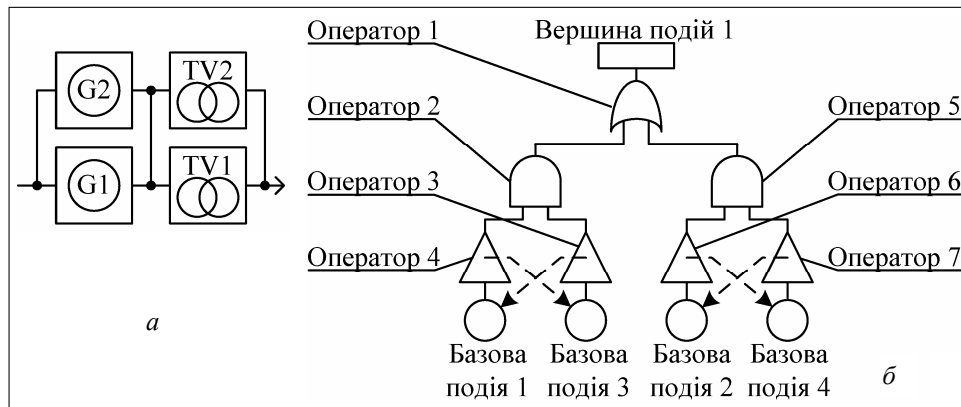 G2
TV2
G1
TV1
а
Оператор 1
Вершина подій 1
Оператор 2
Оператор 5
Оператор 3
Оператор 6
Оператор 4
Оператор 7
Базова подія 1
Базова подія 3
Базова подія 2
Базова подія 4
б